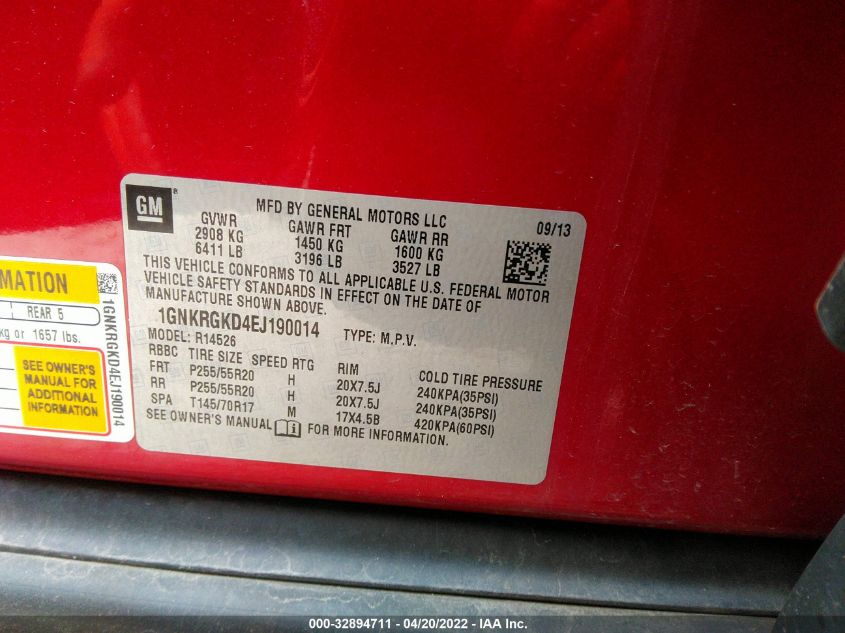 GM ®
MFD BY GENERAL MOTORS LLC
09/13
GVWR GAWR FRT GAWR RR
2908 KG 1450 KG 1600 KG
6411 LB 3196 LB 3527 LB
THIS VEHICLE CONFORMS TO ALL APPLICABLE U.S. FEDERAL MOTOR
VEHICLE SAFETY STANDARDS IN EFFECT ON THE DATE OF
MANUFACTURE SHOWN ABOVE.
1GNKRGKD4EJ190014 TYPE: M.P.V.
MODEL: R14526
RBBC TIRE SIZE SPEED RTG RIM COLD TIRE PRESSURE
FRT P255/55R20 H 20X7.5J 240KPA(35PSI)
RR P255/55R20 H 20X7.5J 240KPA(35PSI)
SPA T145/70R17 M 17X4.5B 420KPA(60PSI)
SEE OWNER'S MANUAL FOR MORE INFORMATION.
MATION
REAR 5
kg or 1657 lbs.
SEE OWNER'S
MANUAL FOR
ADDITIONAL
INFORMATION
1GNKRGKD4EJ190014
000-32894711 - 04/20/2022 - IAA Inc.